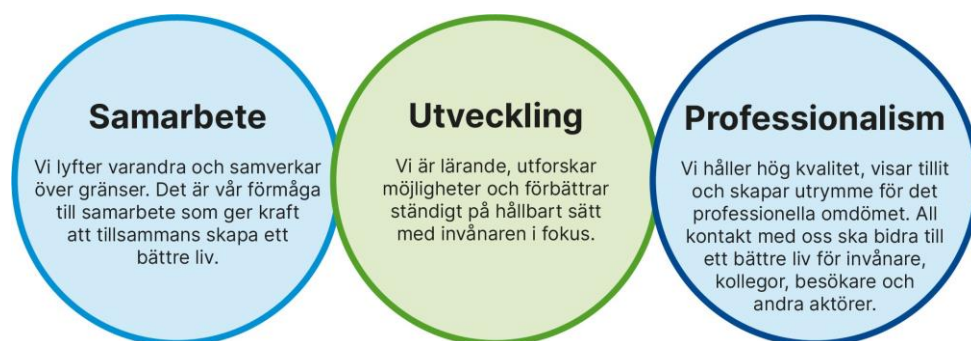 Samarbete
Vi lyfter varandra och samverkar
över gränser. Det är vår förmåga
till samarbete som ger kraft
att tillsammans skapa ett
bättre liv.
Utveckling
Vi är lärande, utforskar
möjligheter och förbättrar
ständigt på hållbart sätt
med invånaren i fokus.
Professionalism
Vi håller hög kvalitet, visar tillit
och skapar utrymme för det
professionella omdömet. All
kontakt med oss ska bidra till
ett bättre liv för invånare,
kollegor, besökare och
andra aktörer.